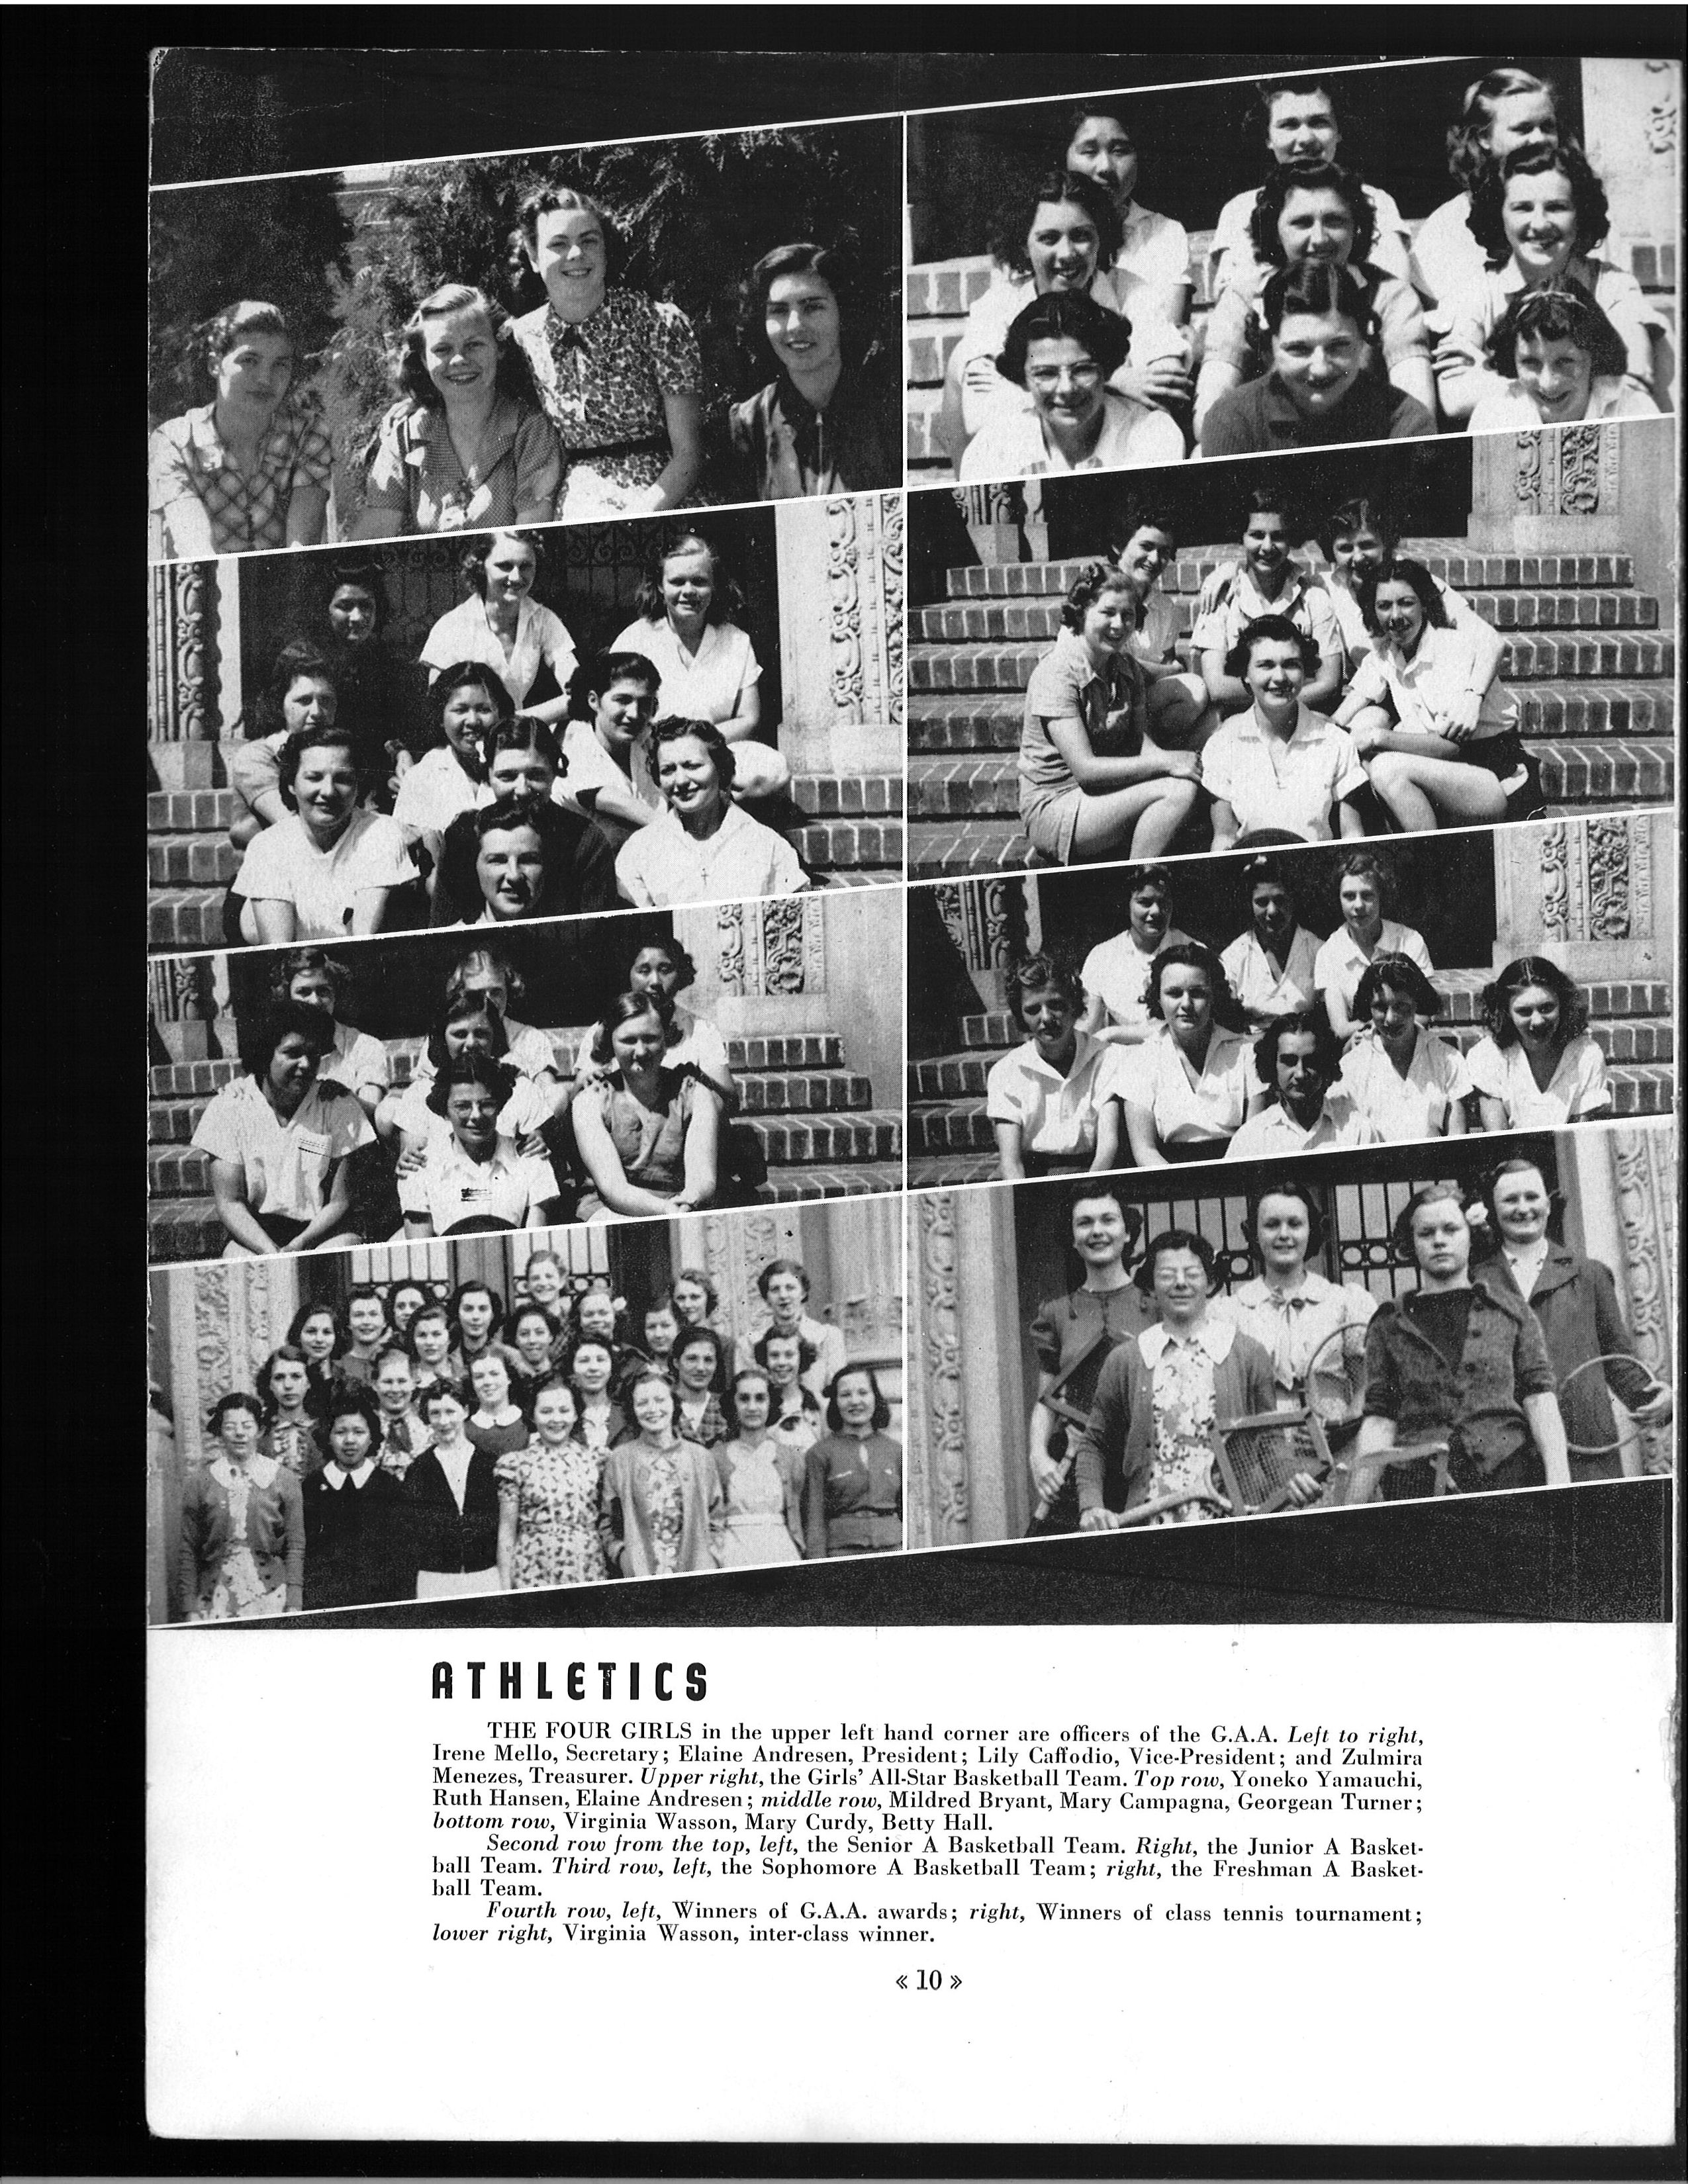 ATHLETICS
THE FOUR GIRLS in the upper left hand corner are officers of the G.A.A. Left to right,
Irene Mello, Secretary; Elaine Andresen, President; Lily Caffodio, Vice-President; and Zulmira
Menezes, Treasurer. Upper right, the Girls' All-Star Basketball Team. Top row, Yoneko Yamauchi,
Ruth Hansen, Elaine Andresen; middle row, Mildred Bryant, Mary Campagna, Georgean Turner;
bottom row, Virginia Wasson, Mary Curdy, Betty Hall.
Second row from the top, left, the Senior A Basketball Team. Right, the Junior A Basket-
ball Team. Third row, left, the Sophomore A Basketball Team; right, the Freshman A Basket-
ball Team.
Fourth row, left, Winners of G.A.A. awards; right, Winners of class tennis tournament;
lower right, Virginia Wasson, inter-class winner.
« 10 »